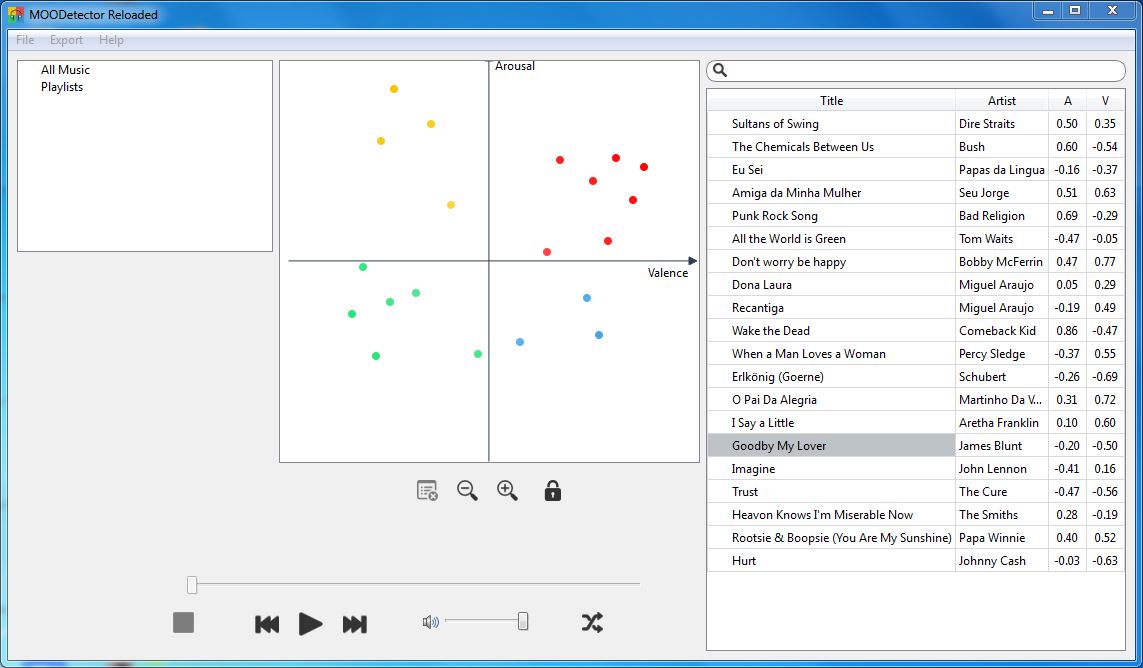 MOODetector Reloaded
File Export Help
All Music
Playlists
Arousal
Valence
Title Artist A V
Sultans of Swing Dire Straits 0.50 0.35
The Chemicals Between Us Bush 0.60 -0.54
Eu Sei Papas da Lingua -0.16 -0.37
Amiga da Minha Mulher Seu Jorge 0.51 0.63
Punk Rock Song Bad Religion 0.69 -0.29
All the World is Green Tom Waits -0.47 -0.05
Don't worry be happy Bobby McFerrin 0.47 0.77
Dona Laura Miguel Araujo 0.05 0.29
Recantiga Miguel Araujo -0.19 0.49
Wake the Dead Comeback Kid 0.86 -0.47
When a Man Loves a Woman Percy Sledge -0.37 0.55
Erlkönig (Goerne) Schubert -0.26 -0.69
O Pai Da Alegria Martinho Da V... 0.31 0.72
I Say a Little Aretha Franklin 0.10 0.60
Goodby My Lover James Blunt -0.20 -0.50
Imagine John Lennon -0.41 0.16
Trust The Cure -0.47 -0.56
Heavon Knows I'm Miserable Now The Smiths 0.28 -0.19
Rootsie & Boopsie (You Are My Sunshine) Papa Winnie 0.40 0.52
Hurt Johnny Cash -0.03 -0.63